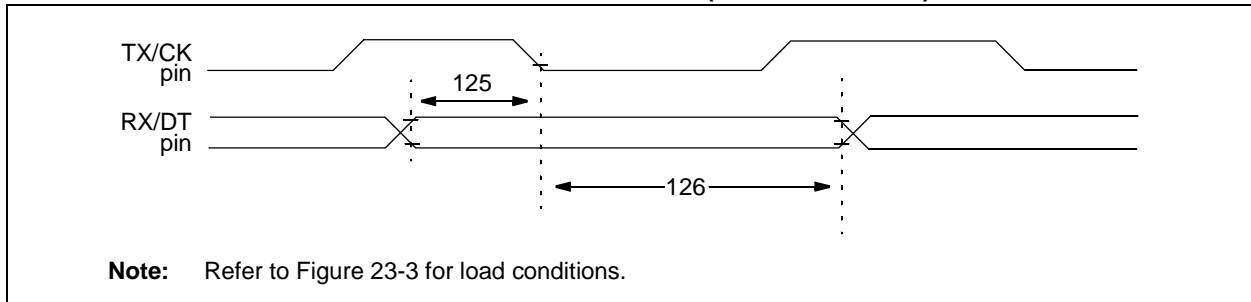 TX/CK
pin
125
RX/DT
pin
126
Note: Refer to Figure 23-3 for load conditions.